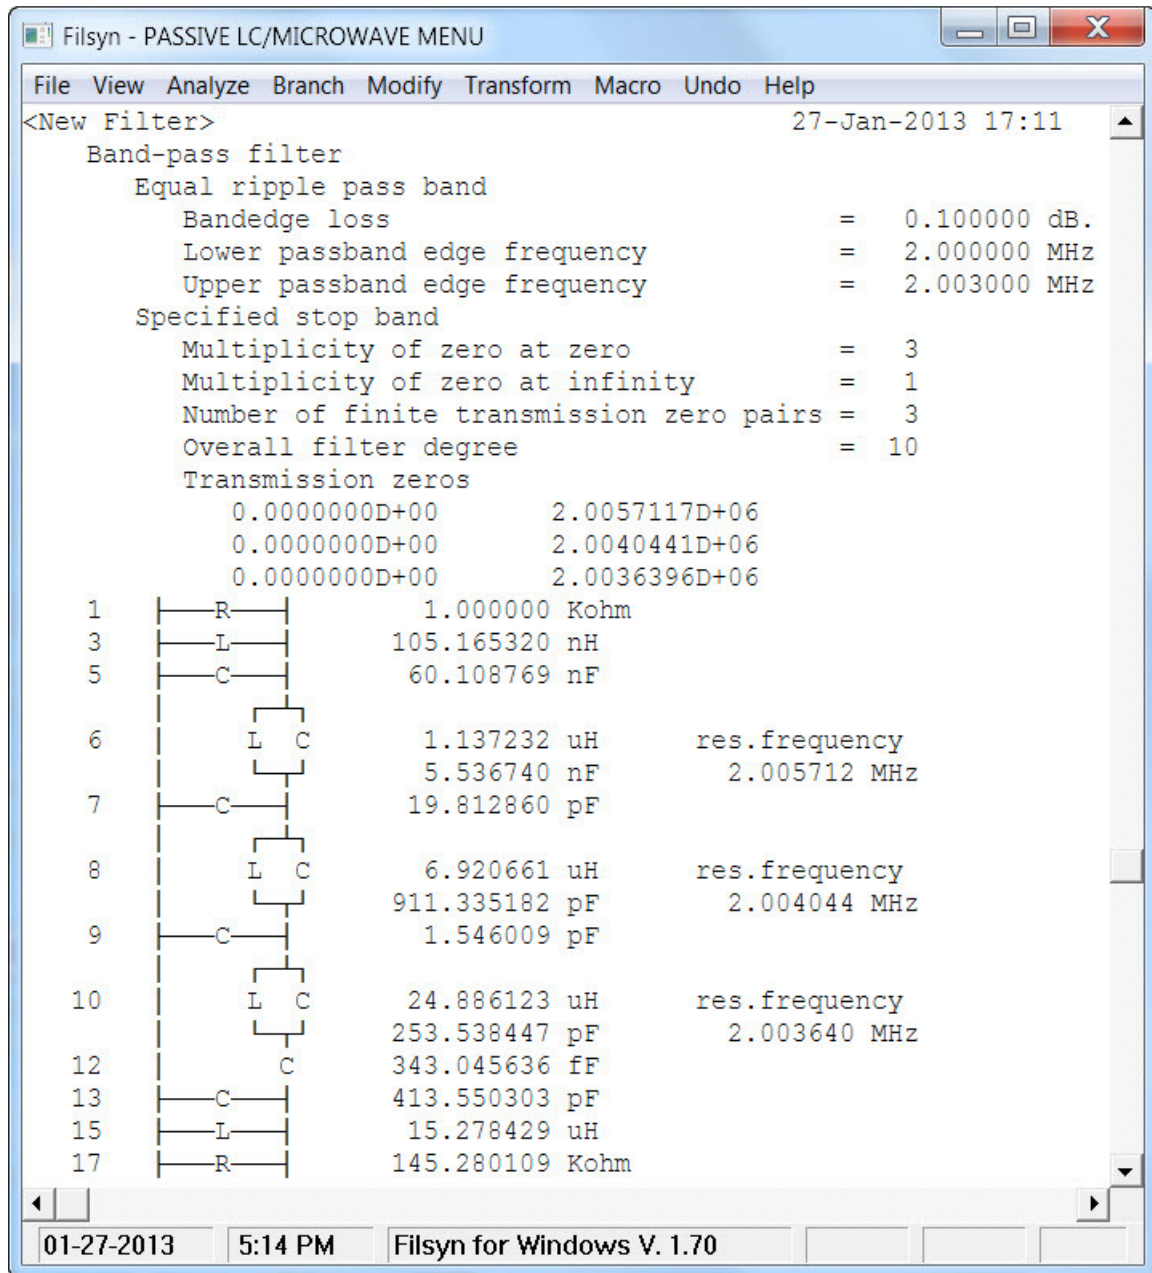 Filsyn - PASSIVE LC/MICROWAVE MENU
File View Analyze Branch Modify Transform Macro Undo Help
<New Filter> 27-Jan-2013 17:11
Band-pass filter
Equal ripple pass band
Bandedge loss = 0.100000 dB.
Lower passband edge frequency = 2.000000 MHz
Upper passband edge frequency = 2.003000 MHz
Specified stop band
Multiplicity of zero at zero = 3
Multiplicity of zero at infinity = 1
Number of finite transmission zero pairs = 3
Overall filter degree = 10
Transmission zeros
0.0000000D+00 2.0057117D+06
0.0000000D+00 2.0040441D+06
0.0000000D+00 2.0036396D+06
1 R 1.000000 Kohm
3 L 105.165320 nH
5 C 60.108769 nF
6 L C 1.137232 uH res.frequency
5.536740 nF 2.005712 MHz
7 C 19.812860 pF
8 L C 6.920661 uH res.frequency
911.335182 pF 2.004044 MHz
9 C 1.546009 pF
10 L C 24.886123 uH res.frequency
253.538447 pF 2.003640 MHz
12 C 343.045636 fF
13 C 413.550303 pF
15 L 15.278429 uH
17 R 145.280109 Kohm
01-27-2013 5:14 PM Filsyn for Windows V. 1.70